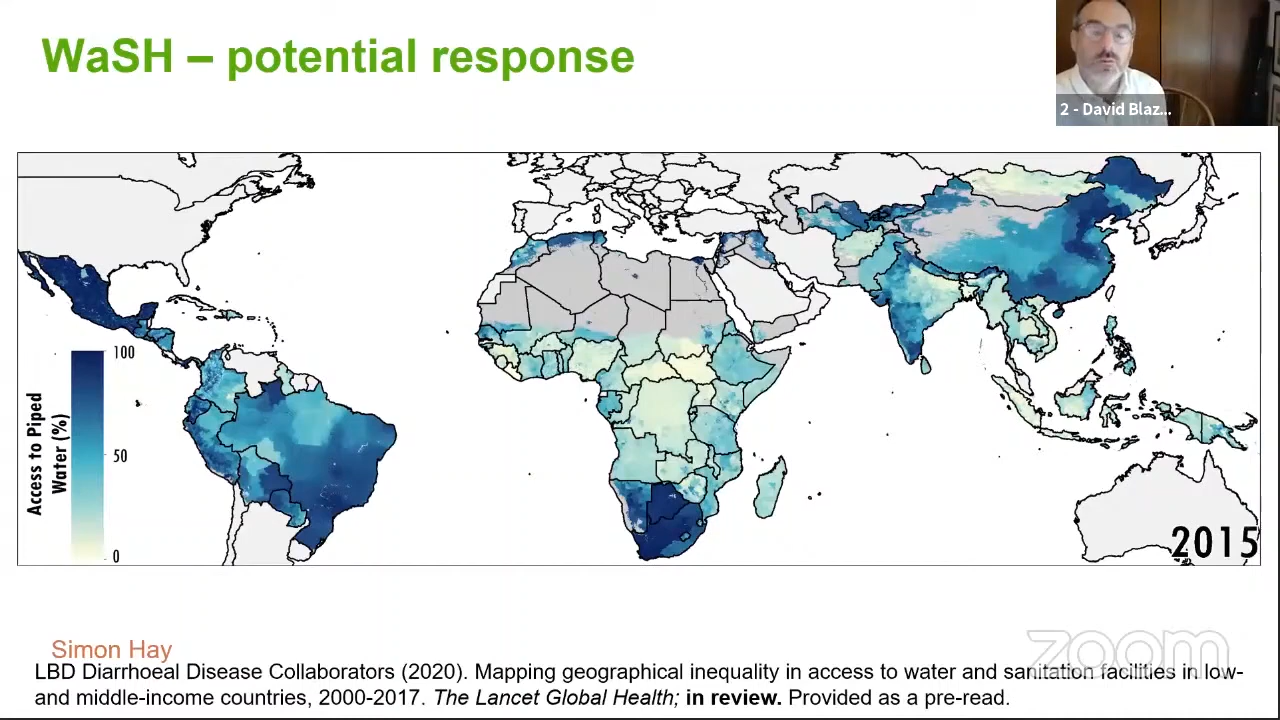 WaSH – potential response
2 - David Blaz...
Access to Piped
Water (%)
100
50
0
2015
Simon Hay
zoom
LBD Diarrhoeal Disease Collaborators (2020). Mapping geographical inequality in access to water and sanitation facilities in low-
and middle-income countries, 2000-2017. The Lancet Global Health; in review. Provided as a pre-read.